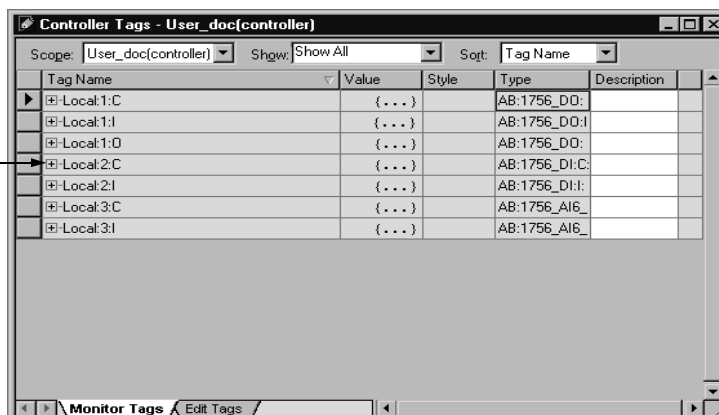 Controller Tags - User_doc(controller)
Scope: User_doc(controller) Show: Show All Sort: Tag Name
Tag Name Value Style Type Description
Local:1:C {...} AB:1756_DO:
Local:1:I {...} AB:1756_DO:I
Local:1:O {...} AB:1756_DO:
Local:2:C {...} AB:1756_DI:C:
Local:2:I {...} AB:1756_DI:I:
Local:3:C {...} AB:1756_AI6_
Local:3:I {...} AB:1756_AI6_
Monitor Tags Edit Tags